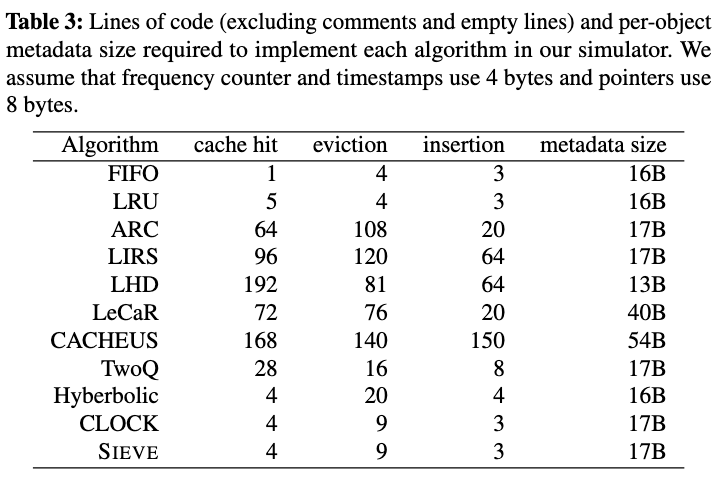 Table 3: Lines of code (excluding comments and empty lines) and per-object
metadata size required to implement each algorithm in our simulator. We
assume that frequency counter and timestamps use 4 bytes and pointers use
8 bytes.
Algorithm cache hit eviction insertion metadata size
FIFO 1 4 3 16B
LRU 5 4 3 16B
ARC 64 108 20 17B
LIRS 96 120 64 17B
LHD 192 81 64 13B
LeCaR 72 76 20 40B
CACHEUS 168 140 150 54B
TwoQ 28 16 8 17B
Hyberbolic 4 20 4 16B
CLOCK 4 9 3 17B
SIEVE 4 9 3 17B